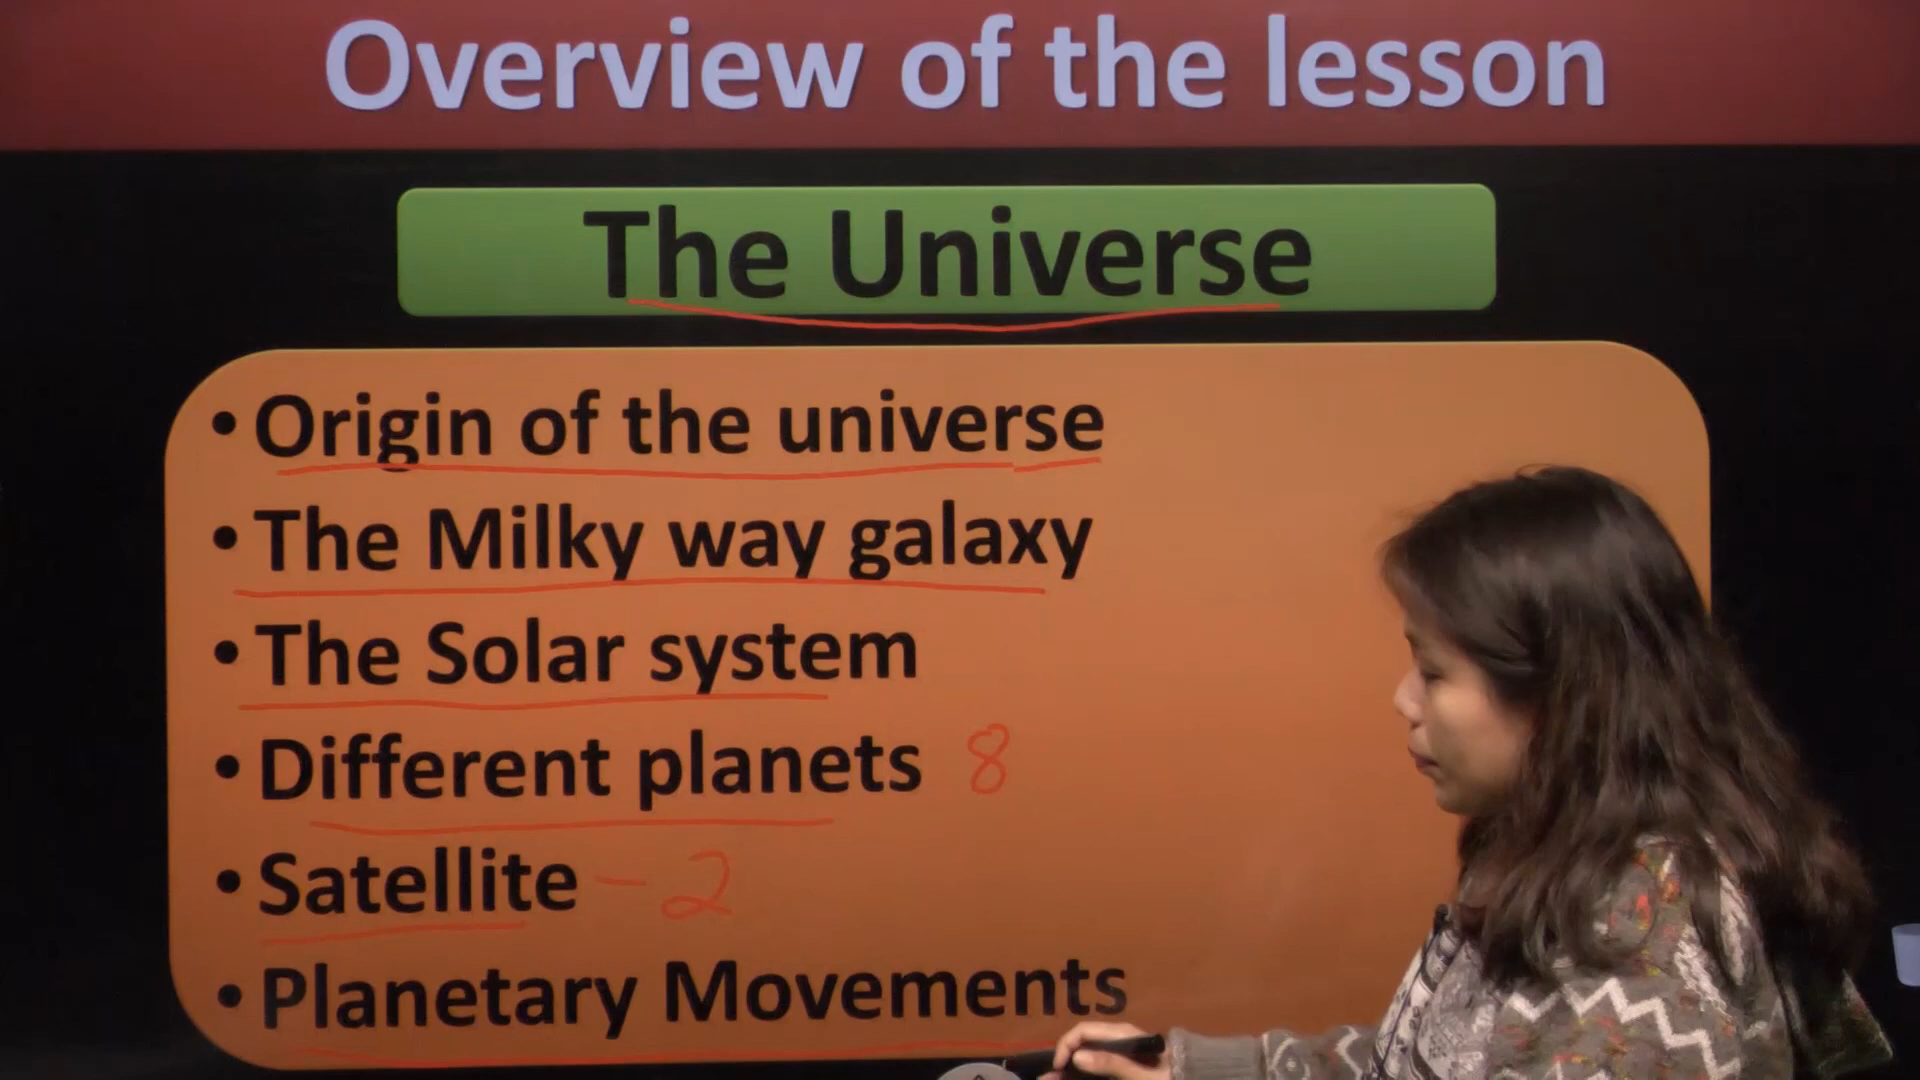 Overview of the lesson
The Universe
• Origin of the universe
• The Milky way galaxy
• The Solar system
• Different planets 8
• Satellite - 2
• Planetary Movements